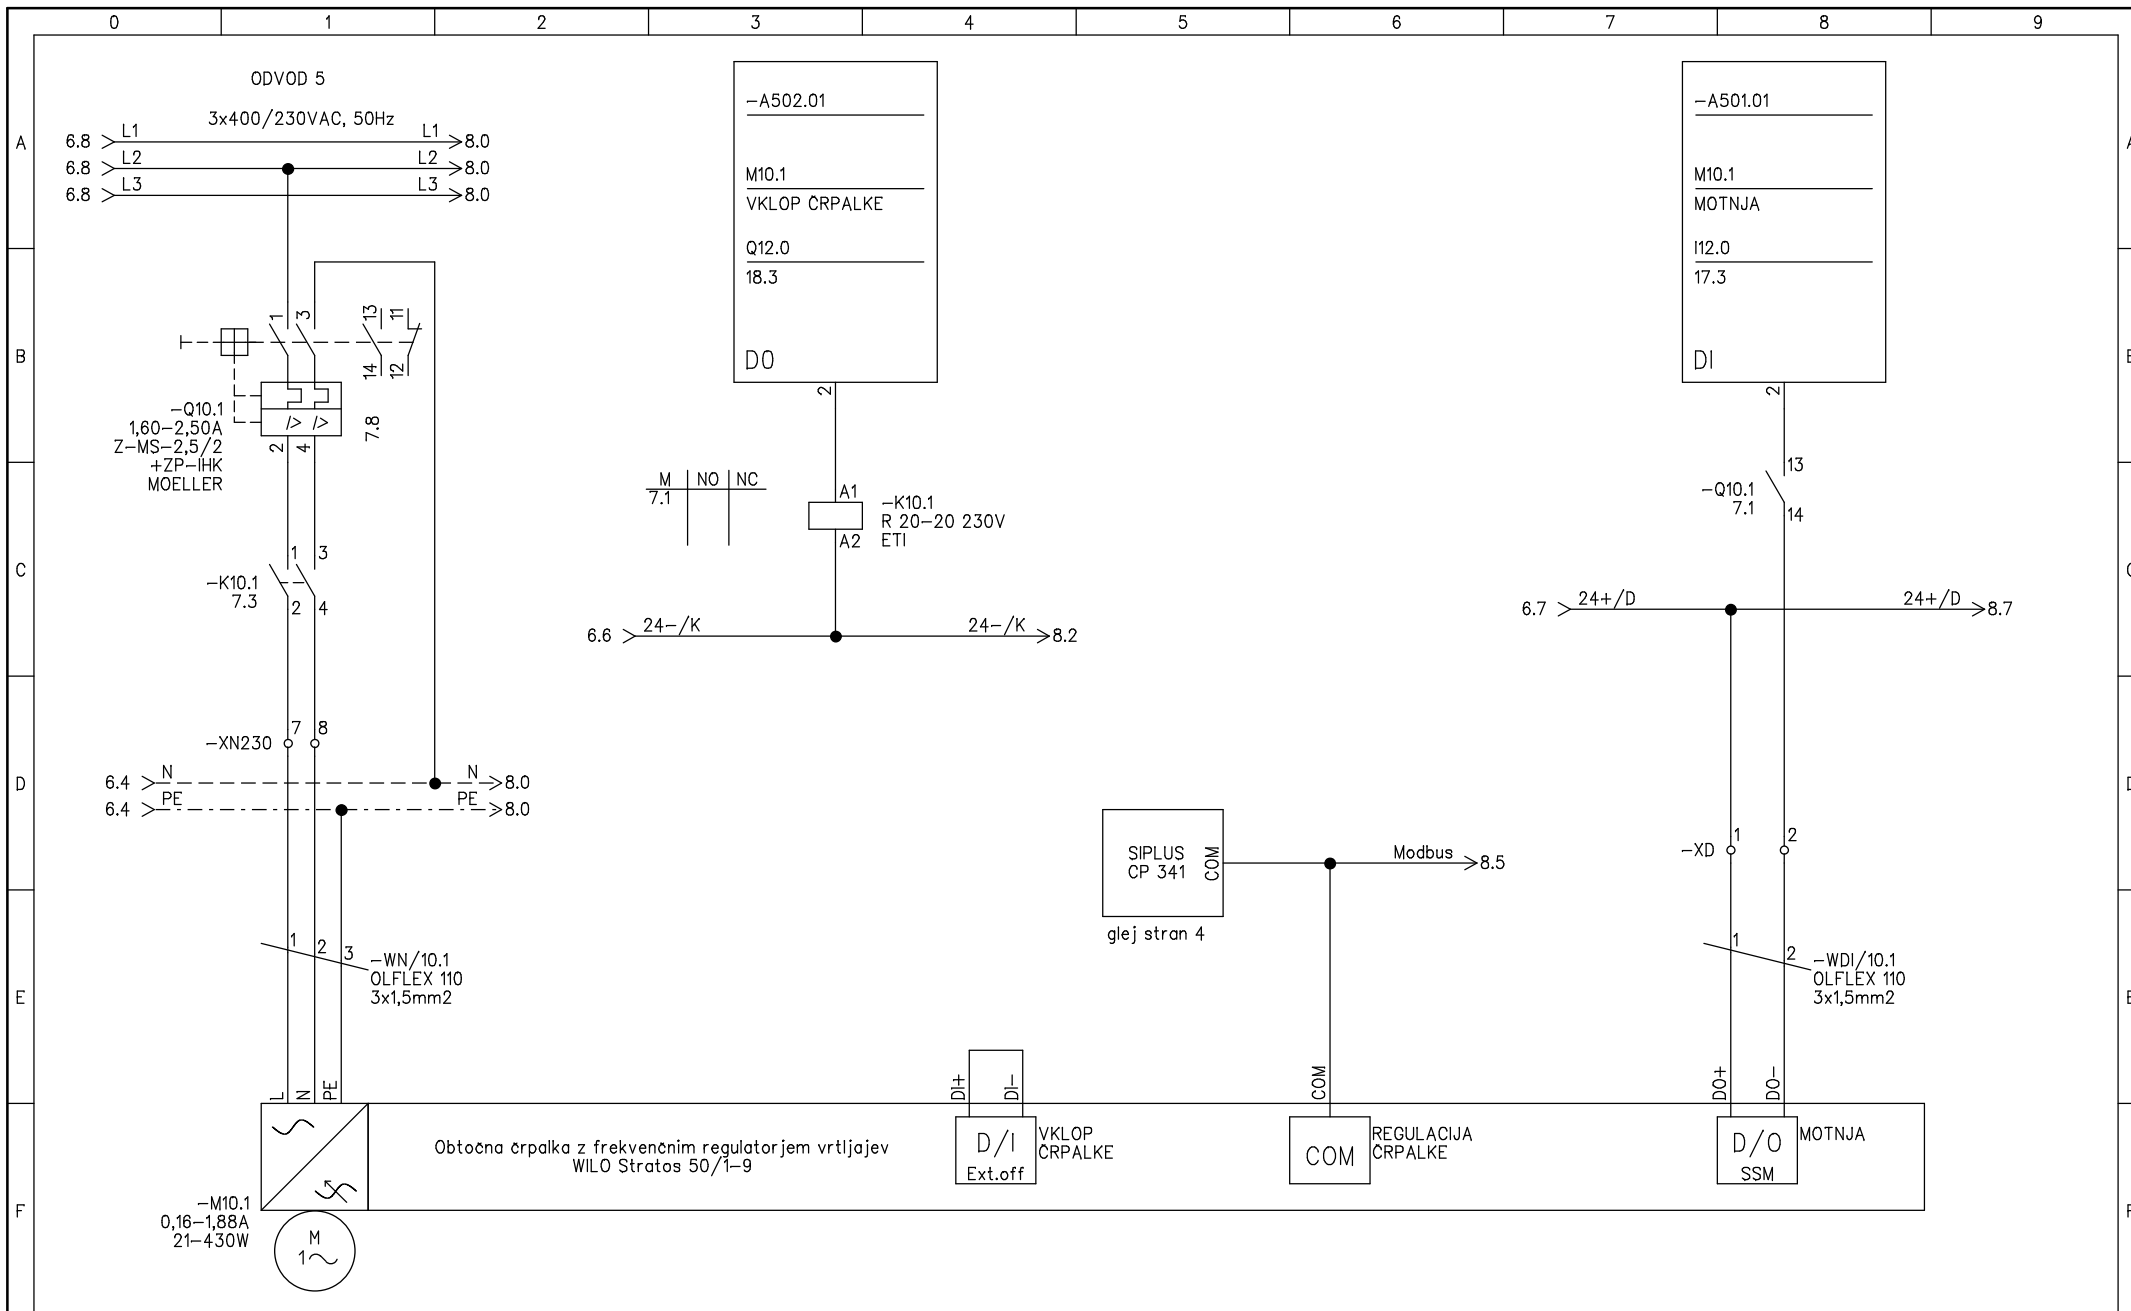 0 1 2 3 4 5 6 7 8 9
A
B
C
D
E
F
ODVOD 5
3x400/230VAC, 50Hz
6.8 L1 L1 8.0
6.8 L2 L2 8.0
6.8 L3 L3 8.0
1 3 13 11
14 12
-Q10.1
1,60-2,50A
Z-MS-2,5/2
+ZP-IHK
MOELLER
I> I>
2 4
7.8
1 3
-K10.1
7.3
2 4
7 8
-XN230
6.4 N N 8.0
6.4 PE PE 8.0
1 2 3
-WN/10.1
OLFLEX 110
3x1,5mm2
L N PE
-M10.1
0,16-1,88A
21-430W
M
1
Obtočna črpalka z frekvenčnim regulatorjem vrtljajev
WILO Stratos 50/1-9
-A502.01
M10.1
VKLOP ČRPALKE
Q12.0
18.3
DO
2
M NO NC
7.1
A1
A2
-K10.1
R 20-20 230V
ETI
6.6 24-/K 24-/K 8.2
DI+ DI-
D/I
Ext.off
VKLOP
ČRPALKE
SIPLUS
CP 341
COM
glej stran 4
Modbus 8.5
COM
COM
REGULACIJA
ČRPALKE
-A501.01
M10.1
MOTNJA
I12.0
17.3
DI
2
13
-Q10.1
7.1
14
6.7 24+/D 24+/D 8.7
1 2
-XD
1 2
-WDI/10.1
OLFLEX 110
3x1,5mm2
DO+ DO-
D/O
SSM
MOTNJA
A
B
C
D
E
F